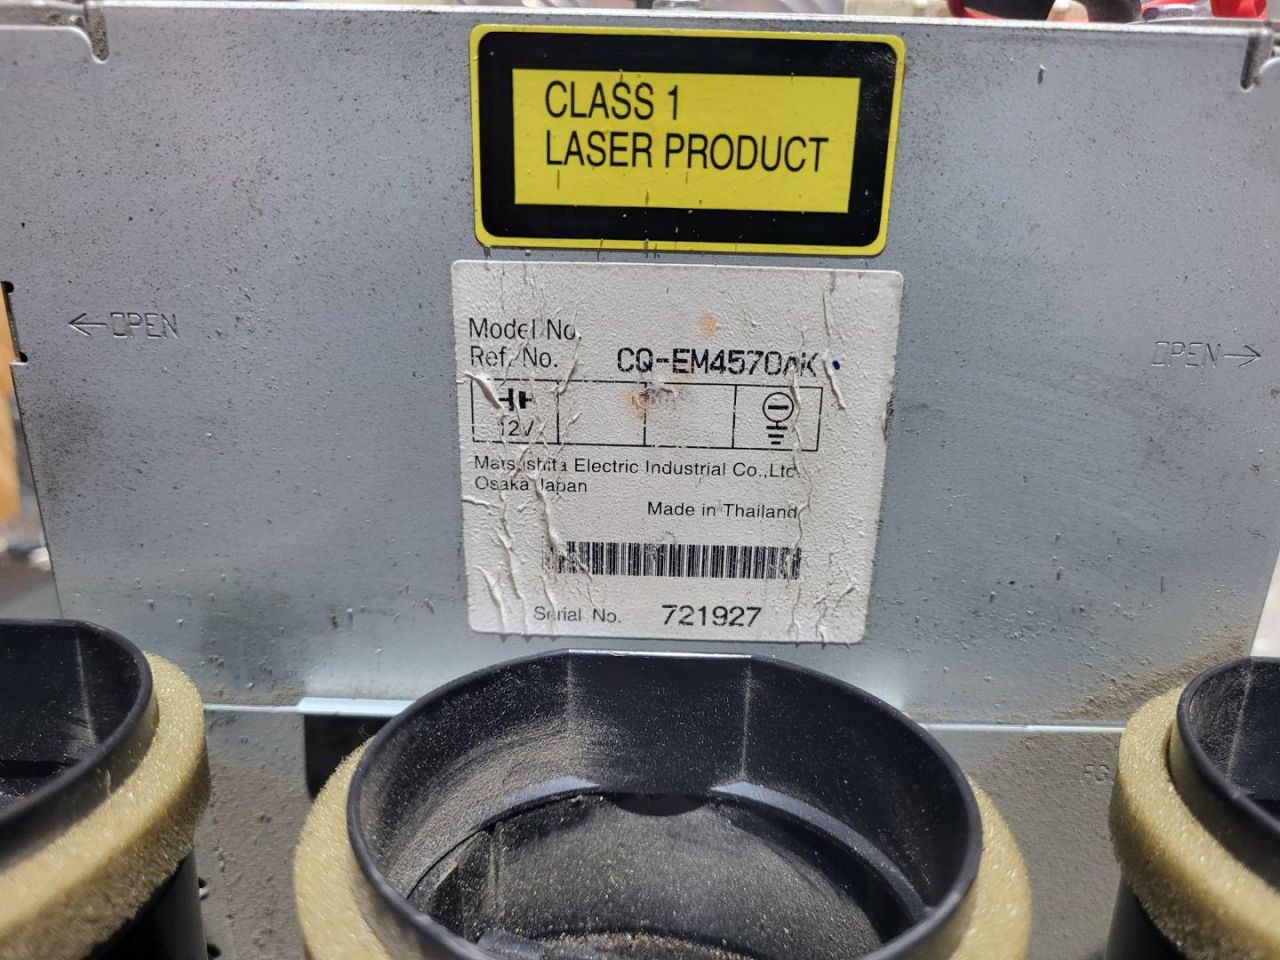 CLASS 1
LASER PRODUCT
Model No.
Ref. No. CQ-EM4570AK
←OPEN
OPEN→
12V
Matsushita Electric Industrial Co.,Ltd.
Osaka Japan
Made in Thailand
Serial No. 721927